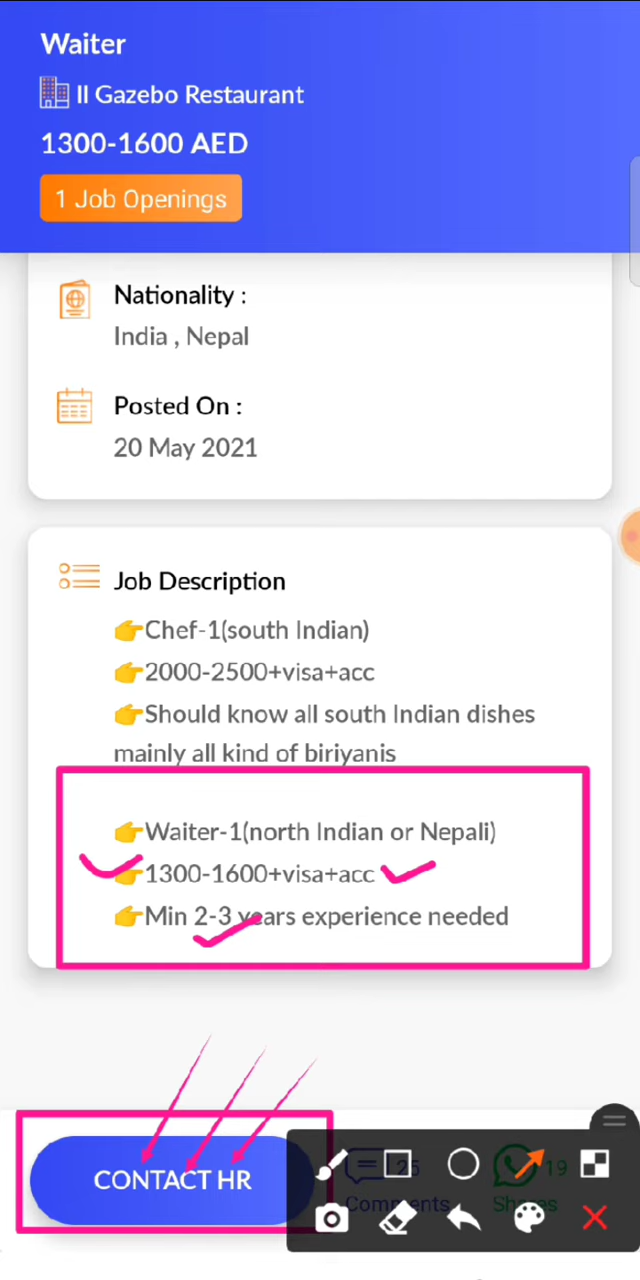 Waiter
Il Gazebo Restaurant
1300-1600 AED
1 Job Openings
Nationality :
India , Nepal
Posted On :
20 May 2021
Job Description
👉Chef-1(south Indian)
👉2000-2500+visa+acc
👉Should know all south Indian dishes
mainly all kind of biriyanis
👉Waiter-1(north Indian or Nepali)
👉1300-1600+visa+acc
👉Min 2-3 years experience needed
CONTACT HR
125
19
Comments
Shares